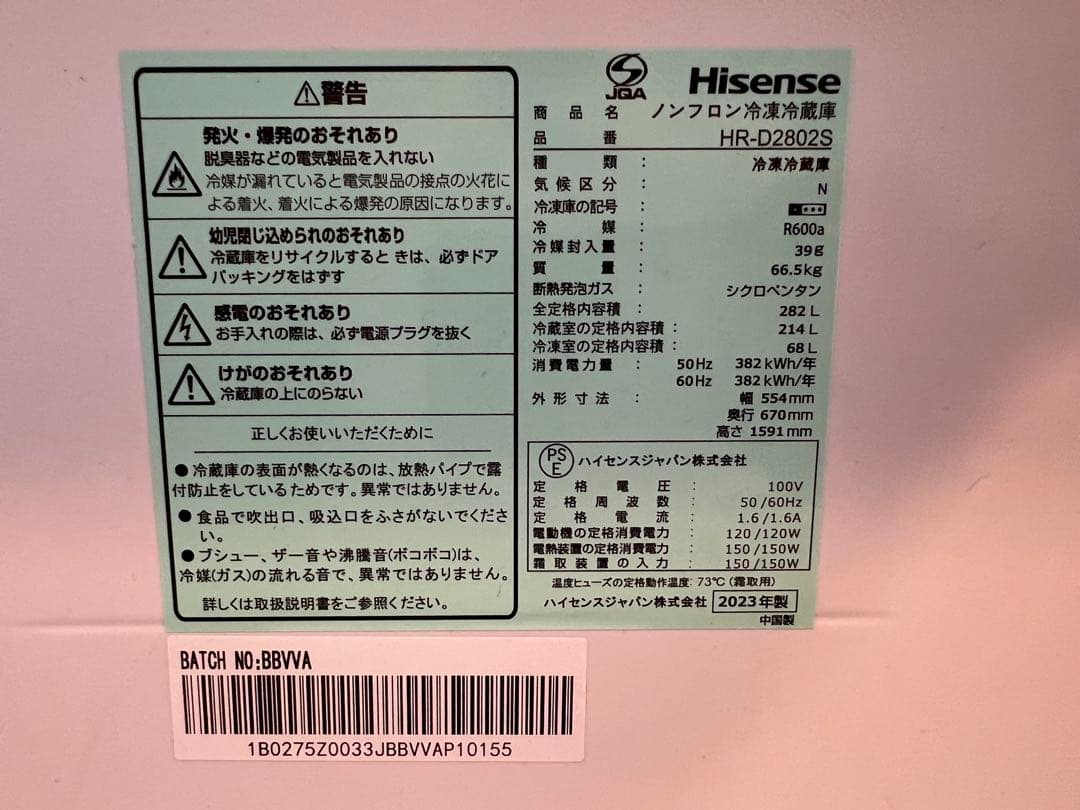 ⚠警告
発火・爆発のおそれあり
脱臭器などの電気製品を入れない
冷媒が漏れていると電気製品の接点の火花に
よる着火、着火による爆発の原因になります。
幼児閉じ込められのおそれあり
冷蔵庫をリサイクルすると きは、必ずドア
パッキングをはずす
感電のおそれあり
お手入れの際は、必ず電源プラグを抜く
けがのおそれあり
冷蔵庫の上にのらない
正しくお使いいただくために
●冷蔵庫の表面が熱くなるのは、放熱パイプで露
付防止をしているためです。異常ではありません。
●食品で吹出口、吸込口をふさがないでくださ
い。
●ブシュー、ザー音や沸騰音(ボコボコ)は、
冷媒(ガス)の流れる音で、異常ではありません。
詳しくは取扱説明書をご参照ください。
JQA
Hisense
商品名 ノンフロン冷凍冷蔵庫
品番 HR-D2802S
種類 : 冷凍冷蔵庫
気候区分 : N
冷凍庫の記号 :
冷媒 : R600a
冷媒封入量 : 39g
質量 : 66.5kg
断熱発泡ガス : シクロペンタン
全定格内容積 : 282 L
冷蔵室の定格内容積 : 214 L
冷凍室の定格内容積 : 68 L
消費電力量 : 50Hz 382 kWh/年
60Hz 382 kWh/年
外形寸法 : 幅 554mm
奥行 670mm
高さ 1591 mm
PSE ハイセンスジャパン株式会社
定格電圧 : 100V
定格周波数 : 50/60Hz
定格電流 : 1.6/1.6A
電動機の定格消費電力 : 120/120W
電熱装置の定格消費電力 : 150/150W
霜取装置の入力 : 150/150W
温度ヒューズの定格動作温度: 73℃(霜取用)
ハイセンスジャパン株式会社 2023年製
中国製
BATCH NO:BBVVA
1B0275Z0033JBBVVAP10155